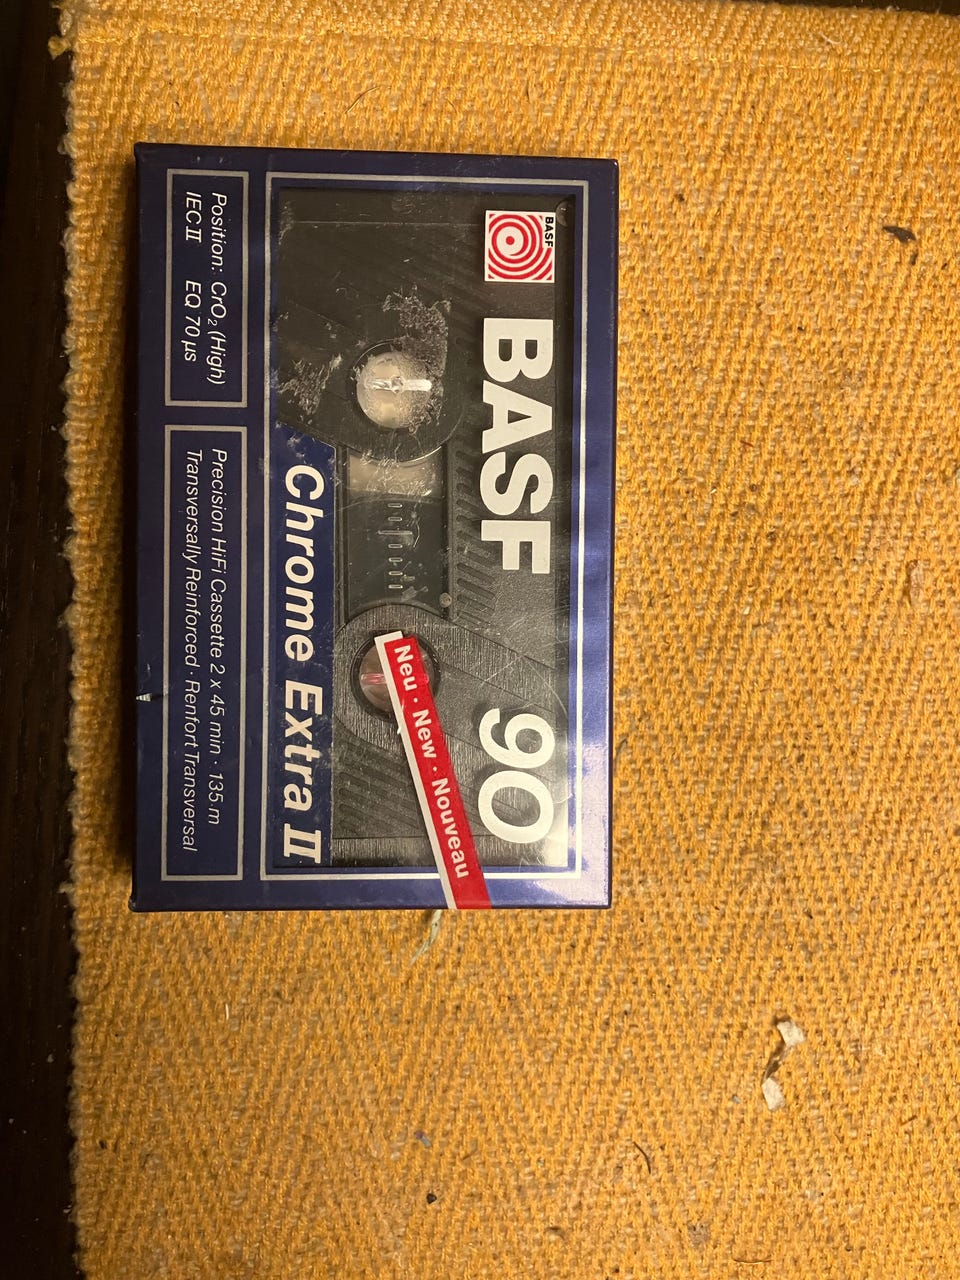 BASF
BASF 90
Neu · New · Nouveau
Chrome Extra II
Position: CrO₂ (High)
IEC II EQ 70 µs
Precision HiFi Cassette 2 x 45 min · 135 m
Transversally Reinforced · Renfort Transversal